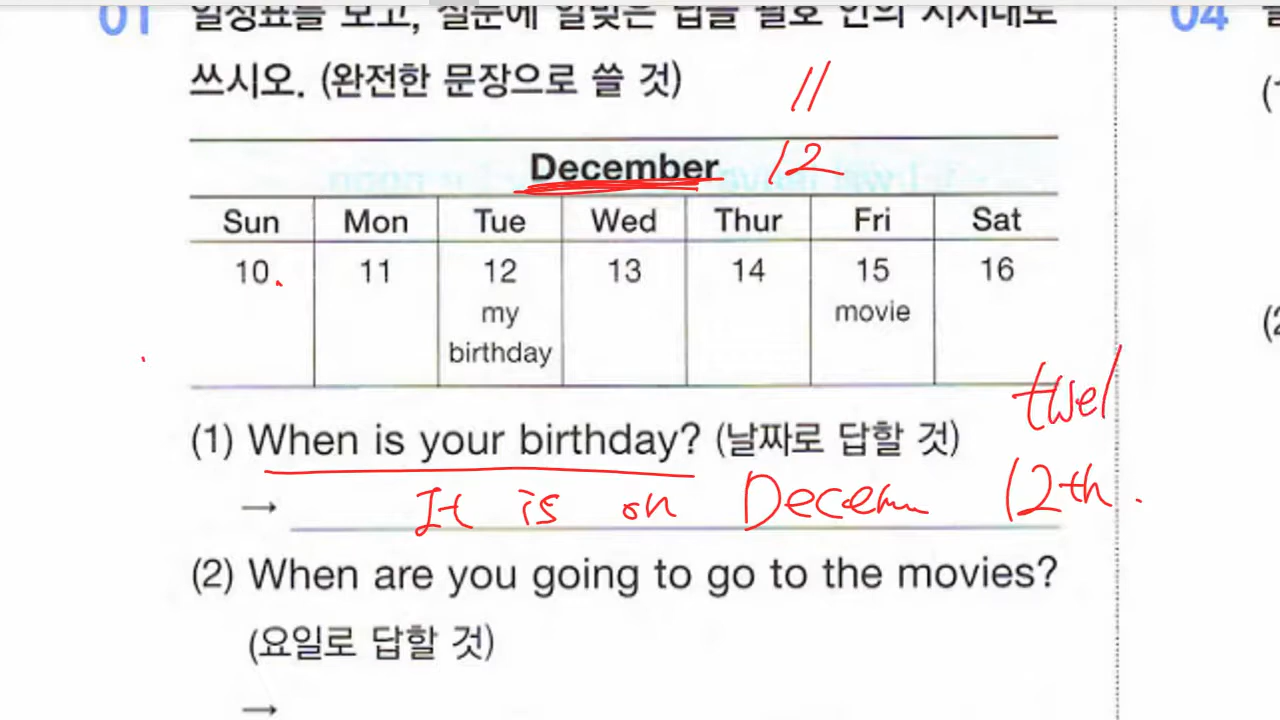 01 일정표를 보고, 질문에 알맞은 답을 괄호 안의 지시대로
쓰시오. (완전한 문장으로 쓸 것)
04
11
December 12
Sun Mon Tue Wed Thur Fri Sat
10 11 12 13 14 15 16
my movie
birthday
twel
(1) When is your birthday? (날짜로 답할 것)
→ It is on Decem 12th.
(2) When are you going to go to the movies?
(요일로 답할 것)
→